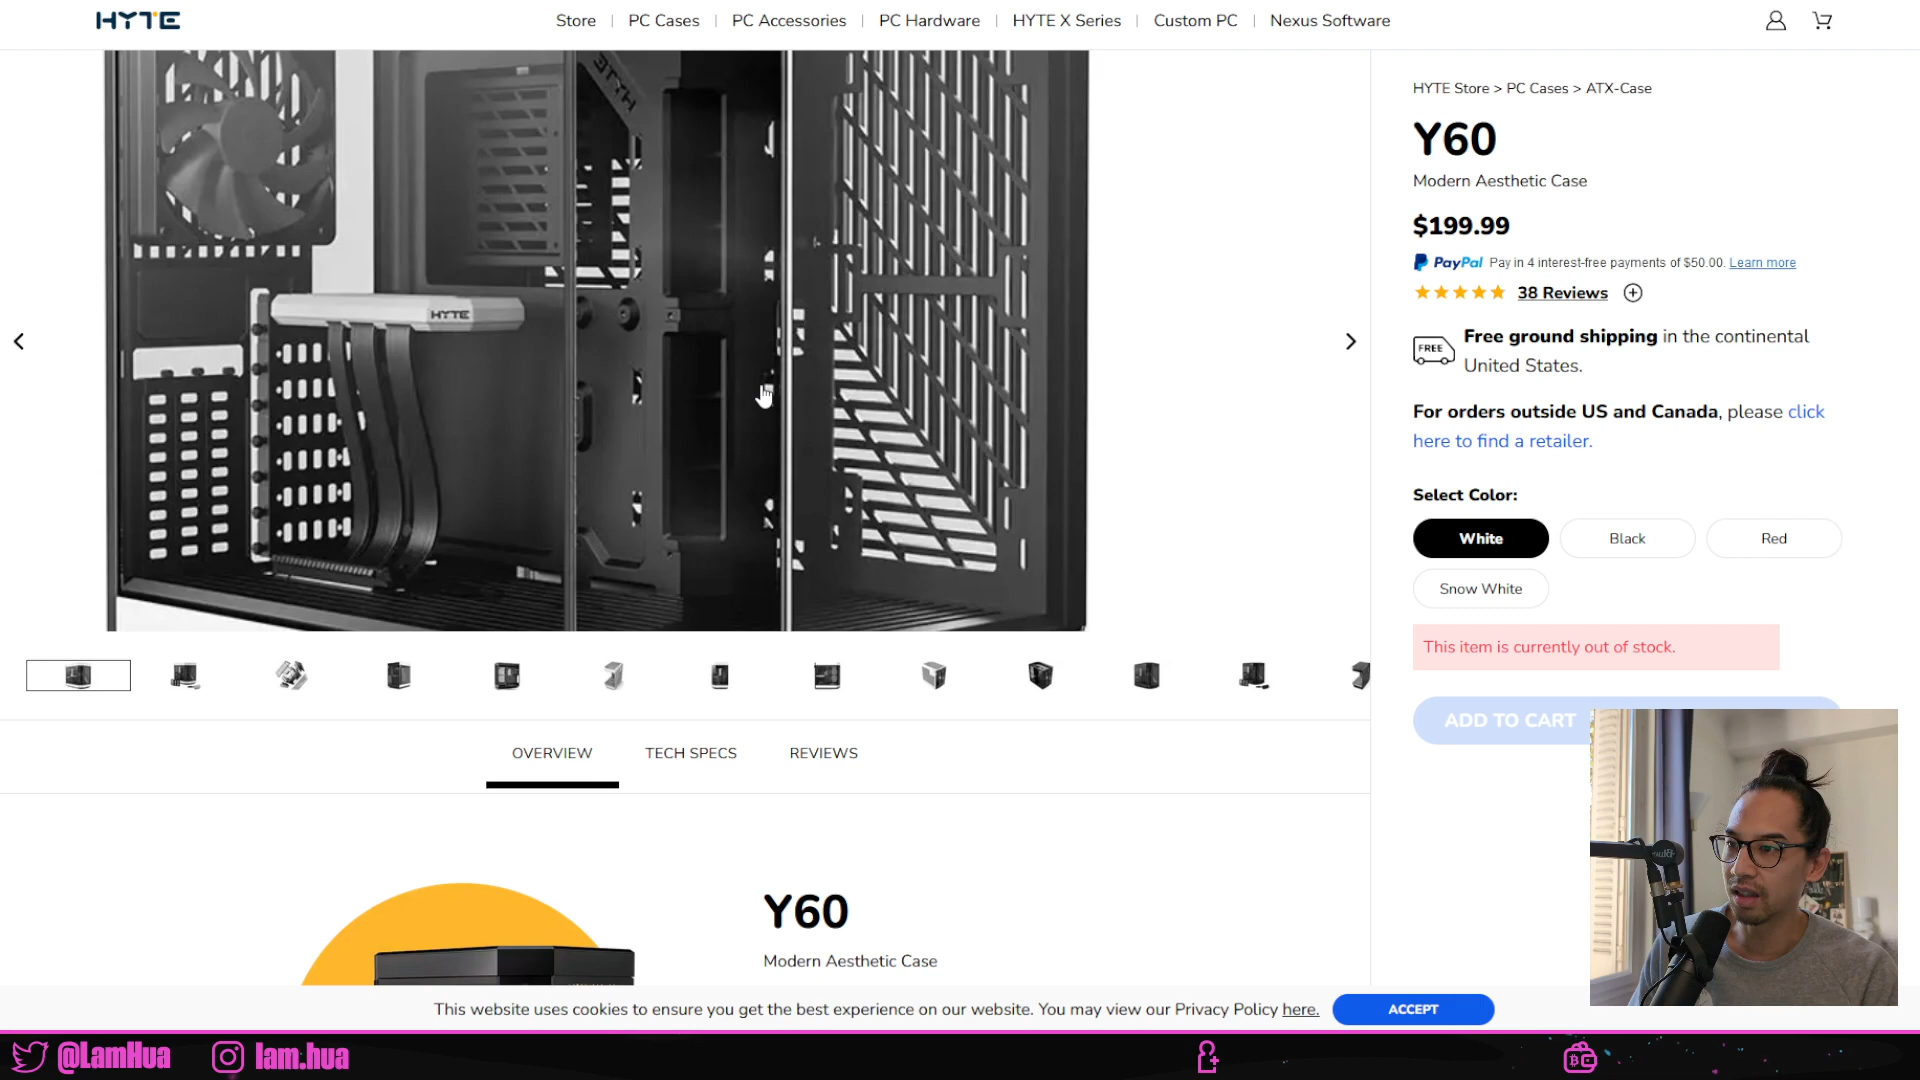 HYTE
Store | PC Cases | PC Accessories | PC Hardware | HYTE X Series | Custom PC | Nexus Software
HYTE
HYTE
HYTE Store > PC Cases > ATX-Case
Y60
Modern Aesthetic Case
$199.99
PayPal Pay in 4 interest-free payments of $50.00. Learn more
38 Reviews
FREE
Free ground shipping in the continental
United States.
For orders outside US and Canada, please click
here to find a retailer.
Select Color:
White
Black
Red
Snow White
This item is currently out of stock.
ADD TO CART
OVERVIEW
TECH SPECS
REVIEWS
Y60
Modern Aesthetic Case
This website uses cookies to ensure you get the best experience on our website. You may view our Privacy Policy here.
ACCEPT
@LamHua
lam.hua